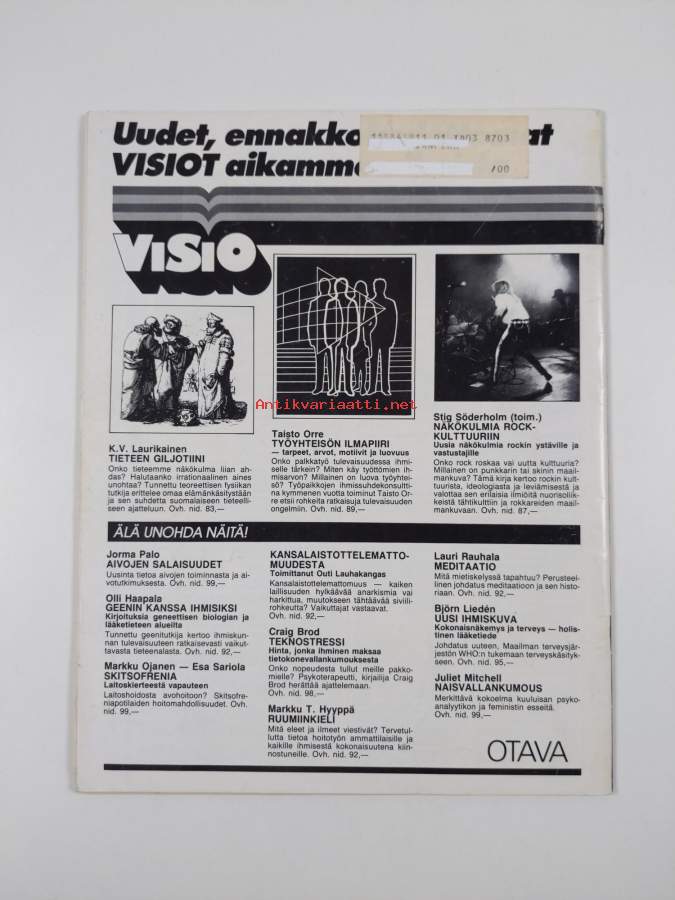 Uudet,
VISIOT
VISIO
Antikvariaatti.net
K.V. Laurikainen
TIETEEN GILJOTIINI
Onko tieteemme näkökulma liian ah-
das? Halutaanko irrationaalinen aines
unohtaa? Tunnettu teoreettisen fysiikan
tutkija erittelee omaa elämänkäsitystään
ja sen suhdetta suomalaiseen tieteelli-
seen ajatteluun. Ovh. nid. 83,—
Taisto Orre
TYÖYHTEISÖN ILMAPIIRI
— tarpeet, arvot, motiivit ja luovuus
Onko palkkatyö tulevaisuudessa ihmi-
selle tärkein? Miten käy työttömien ih-
misarvon? Millainen on luova työyhtei-
sö? Työpaikkojen ihmissuhdekonsultti-
na kymmenen vuotta toiminut Taisto Or-
re etsii rohkeita ratkaisuja tulevaisuuden
ongelmiin. Ovh. nid. 89,—
Stig Söderholm (toim.)
NÄKÖKULMIA ROCK-
KULTTUURIIN
Uusia näkökulmia rockin ystäville ja
vastustajille
Onko rock roskaa vai uutta kulttuuria?
Millainen on punkkarin tai skinin maail-
mankuva? Tämä kirja kertoo rockin kult-
tuurista, ideologiasta ja leviämisestä ja
valottaa sen erilaisia ilmiöitä nuorisoliik-
keistä tähtikulttiin ja rokkareiden maail-
mankuvaan. Ovh. nid. 87,—
ÄLÄ UNOHDA NÄITÄ!
Jorma Palo
AIVOJEN SALAISUUDET
Uusinta tietoa aivojen toiminnasta ja ai-
votutkimuksesta. Ovh. nid. 99,—
Olli Haapala
GEENIN KANSSA IHMISIKSI
Kirjoituksia geneettisen biologian ja
lääketieteen alueilta
Tunnettu geenitutkija kertoo ihmiskun-
nan tulevaisuuteen ratkaisevasti vaikut-
tavasta tieteenalasta. Ovh. nid. 92,—
Markku Ojanen — Esa Sariola
SKITSOFRENIA
Laitoskierteestä vapauteen
Laitoshoidosta avohoitoon? Skitsofre-
niapotilaiden hoitomahdollisuudet. Ovh.
nid. 99,—
KANSALAISTOTTELEMATTO-
MUUDESTA
Toimittanut Outi Lauhakangas
Kansalaistottelemattomuus — kaiken
laillisuuden hylkäävää anarkismia vai
harkittua, muutokseen tähtäävää siviili-
rohkeutta? Vaikuttajat vastaavat.
Ovh. nid. 92,—
Craig Brod
TEKNOSTRESSI
Hinta, jonka ihminen maksaa
tietokonevallankumouksesta
Onko nopeudesta tullut meille pakko-
mielle? Psykoterapeutti, kirjailija Craig
Brod herättää ajattelemaan.
Ovh. nid. 98,—
Markku T. Hyyppä
RUUMIINKIELI
Mitä eleet ja ilmeet viestivät? Tervetul-
lutta tietoa hoitotyön ammattilaisille ja
kaikille ihmisestä kokonaisuutena kiin-
nostuneille. Ovh. nid. 92,—
Lauri Rauhala
MEDITAATIO
Mitä mietiskelyssä tapahtuu? Perusteel-
linen johdatus meditaatioon ja sen histo-
riaan. Ovh. nid. 92,—
Björn Liedén
UUSI IHMISKUVA
Kokonaisnäkemys ja terveys — holis-
tinen lääketiede
Johdatus uuteen, Maailman terveysjär-
jestön WHO:n tukemaan terveyskäsityk-
seen. Ovh. nid. 95,—
Juliet Mitchell
NAISVALLANKUMOUS
Merkittävä kokoelma kuuluisan psyko-
analyytikon ja feministin esseitä.
Ovh. nid. 99,—
OTAVA